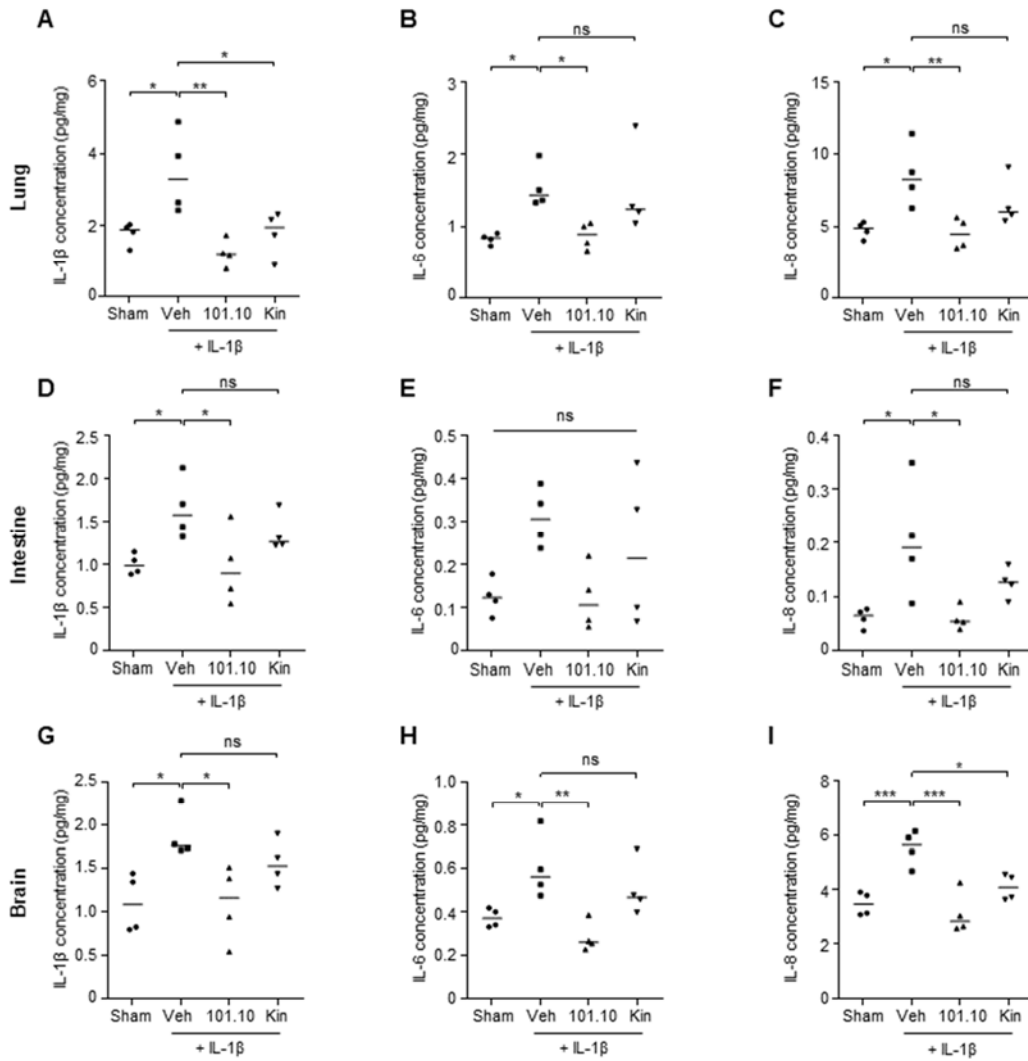 A
B
C
Lung
IL-1β concentration (pg/mg)
6
4
2
0
*
*
**
Sham Veh 101.10 Kin
+ IL-1β
IL-6 concentration (pg/mg)
3
2
1
0
ns
*
*
Sham Veh 101.10 Kin
+ IL-1β
IL-8 concentration (pg/mg)
15
10
5
0
ns
*
**
Sham Veh 101.10 Kin
+ IL-1β
D
E
F
Intestine
IL-1β concentration (pg/mg)
2.5
2.0
1.5
1.0
0.5
0
ns
*
*
Sham Veh 101.10 Kin
+ IL-1β
IL-6 concentration (pg/mg)
0.5
0.4
0.3
0.2
0.1
0
ns
Sham Veh 101.10 Kin
+ IL-1β
IL-8 concentration (pg/mg)
0.4
0.3
0.2
0.1
0
ns
*
*
Sham Veh 101.10 Kin
+ IL-1β
G
H
I
Brain
IL-1β concentration (pg/mg)
2.5
2.0
1.5
1.0
0.5
0
ns
*
*
Sham Veh 101.10 Kin
+ IL-1β
IL-6 concentration (pg/mg)
1.0
0.8
0.6
0.4
0.2
0
ns
*
**
Sham Veh 101.10 Kin
+ IL-1β
IL-8 concentration (pg/mg)
8
6
4
2
0
*
***
***
Sham Veh 101.10 Kin
+ IL-1β